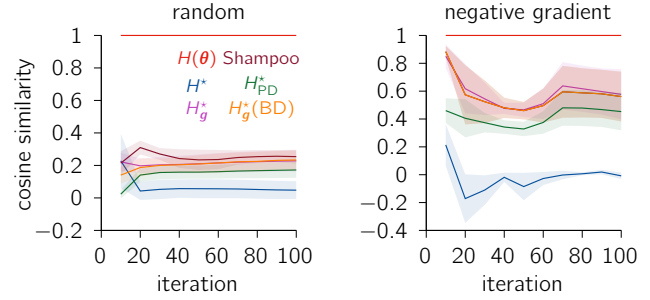 random
negative gradient
cosine similarity
1
0.8
0.6
0.4
0.2
0
−0.2
H(θ) Shampoo
H* H*PD
H*g H*g(BD)
0 20 40 60 80 100
iteration
1
0.8
0.6
0.4
0.2
0
−0.2
−0.4
0 20 40 60 80 100
iteration